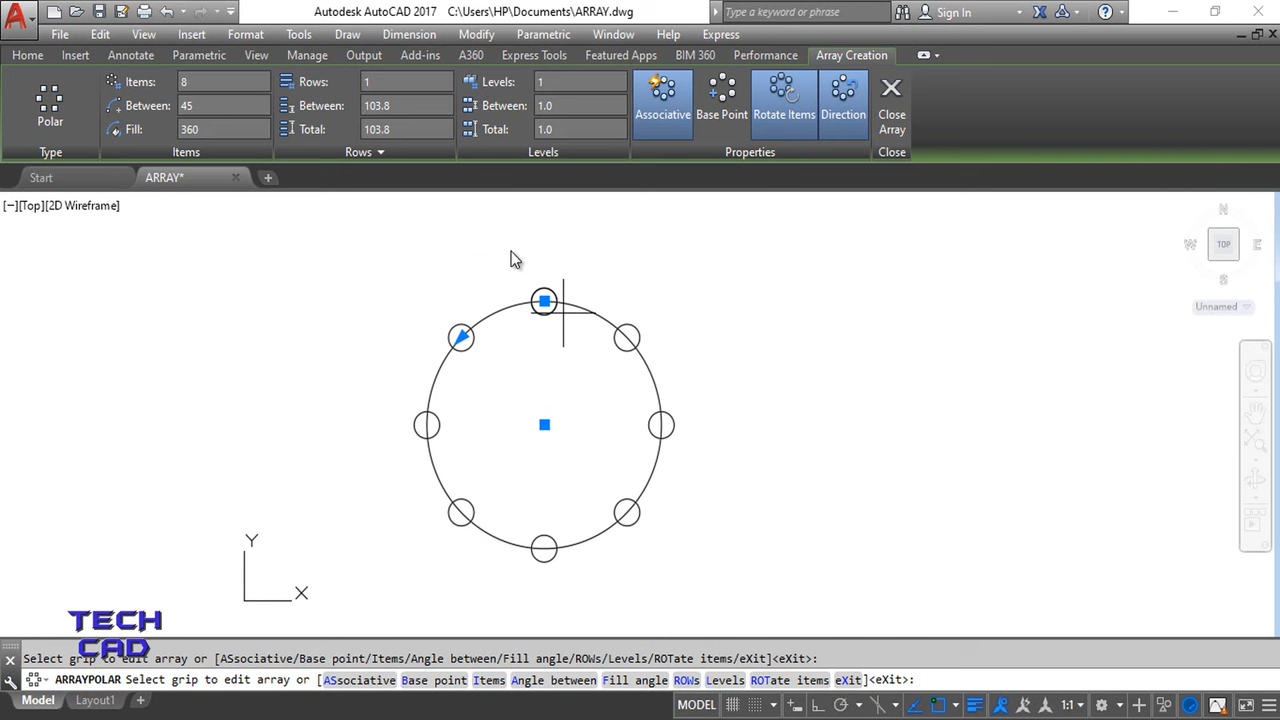 Autodesk AutoCAD 2017 C:\Users\HP\Documents\ARRAY.dwg Type a keyword or phrase Sign In
File Edit View Insert Format Tools Draw Dimension Modify Parametric Window Help Express
Home Insert Annotate Parametric View Manage Output Add-ins A360 Express Tools Featured Apps BIM 360 Performance Array Creation
Items: 8 Rows: 1 Levels: 1
Between: 45 Between: 103.8 Between: 1.0
Fill: 360 Total: 103.8 Total: 1.0
Polar Associative Base Point Rotate Items Direction Close Array
Type Items Rows Levels Properties Close
Start ARRAY*
[−][Top][2D Wireframe]
N
W TOP E
S
Unnamed
Y
X
TECH
CAD
Select grip to edit array or [ASsociative/Base point/Items/Angle between/Fill angle/ROWs/Levels/ROTate items/eXit]<eXit>:
ARRAYPOLAR Select grip to edit array or [ASsociative Base point Items Angle between Fill angle ROWs Levels ROTate items eXit]<eXit>:
Model Layout1 MODEL 1:1